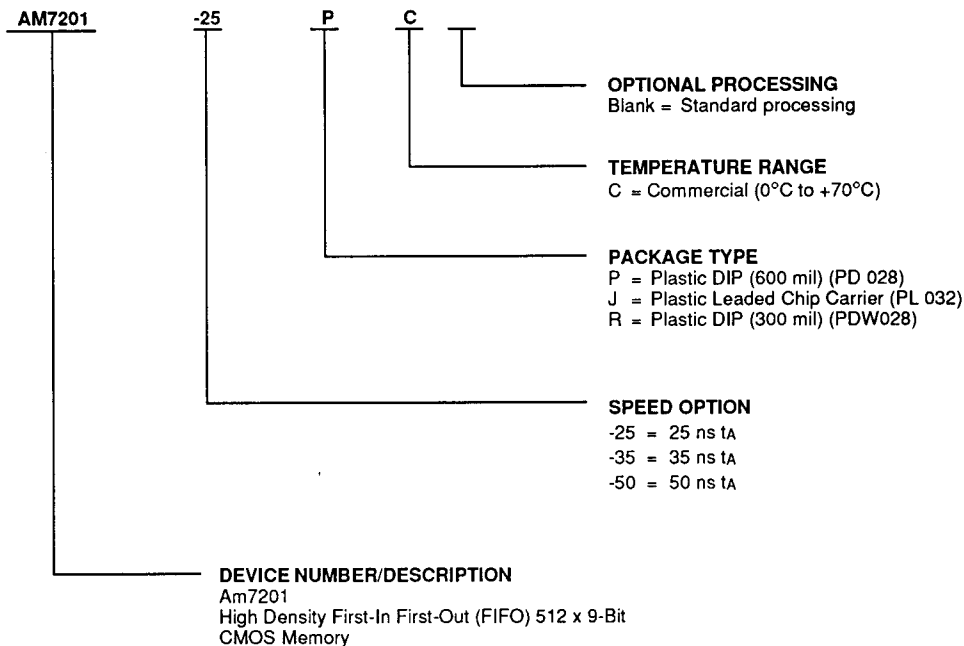 AM7201 -25 P C
OPTIONAL PROCESSING
Blank = Standard processing
TEMPERATURE RANGE
C = Commercial (0°C to +70°C)
PACKAGE TYPE
P = Plastic DIP (600 mil) (PD 028)
J = Plastic Leaded Chip Carrier (PL 032)
R = Plastic DIP (300 mil) (PDW028)
SPEED OPTION
-25 = 25 ns tA
-35 = 35 ns tA
-50 = 50 ns tA
DEVICE NUMBER/DESCRIPTION
Am7201
High Density First-In First-Out (FIFO) 512 x 9-Bit
CMOS Memory